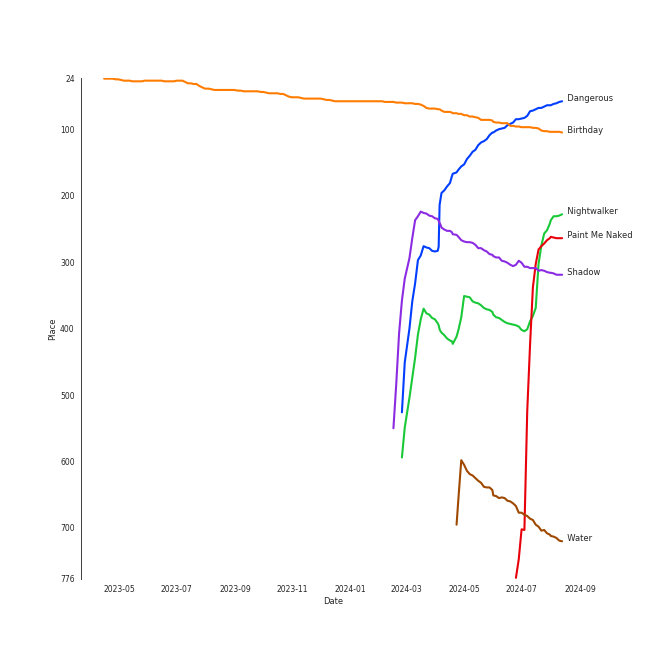 24
100
200
300
400
500
600
700
776
Place
Dangerous
Birthday
Nightwalker
Paint Me Naked
Shadow
Water
2023-05 2023-07 2023-09 2023-11 2024-01 2024-03 2024-05 2024-07 2024-09
Date